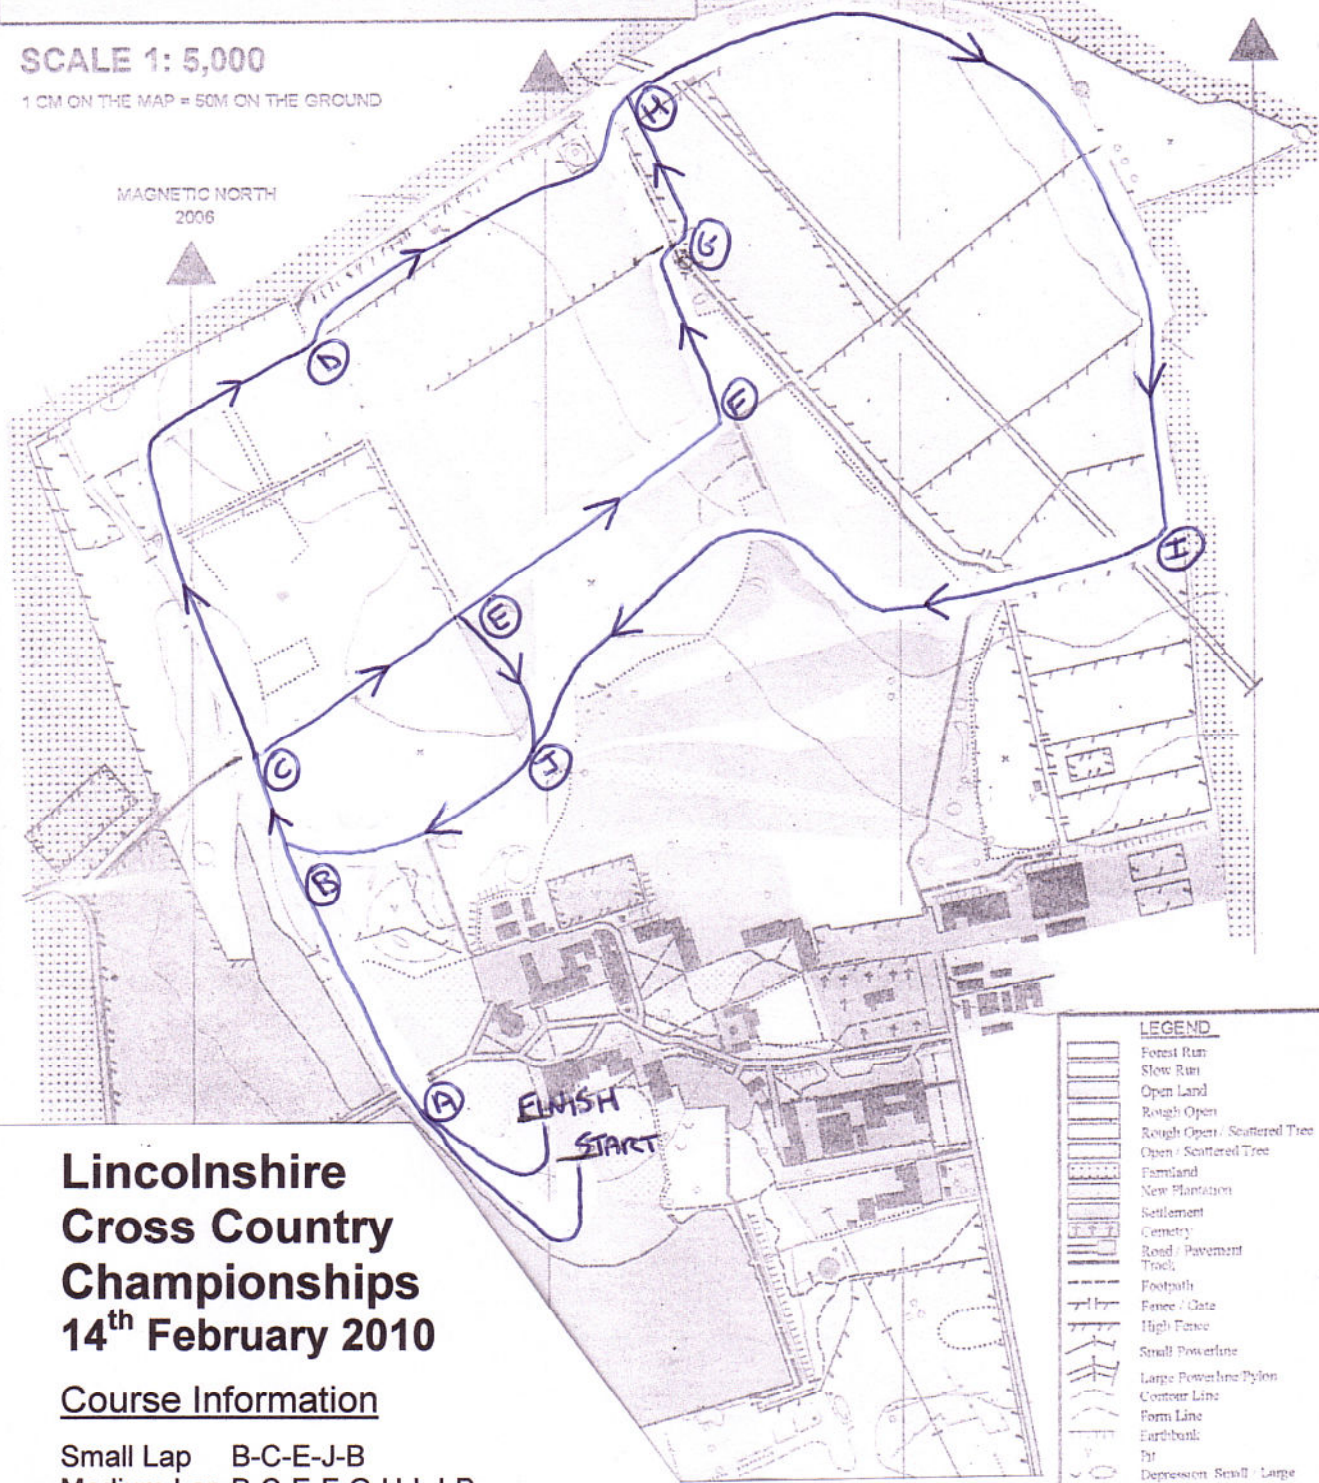 SCALE 1: 5,000
1 CM ON THE MAP = 50M ON THE GROUND
MAGNETIC NORTH
2006
H
G
D
F
I
E
C
J
B
A
FINISH
START
Lincolnshire
Cross Country
Championships
14th February 2010
Course Information
Small Lap B-C-E-J-B
LEGEND
Forest Run
Slow Run
Open Land
Rough Open
Rough Open / Scattered Tree
Open / Scattered Tree
Farmland
New Plantation
Settlement
Cemetry
Road / Pavement
Track
Footpath
Fence / Gate
High Fence
Small Powerline
Large Powerline/Pylon
Contour Line
Form Line
Earthbank
Pit
Depression Small / Large